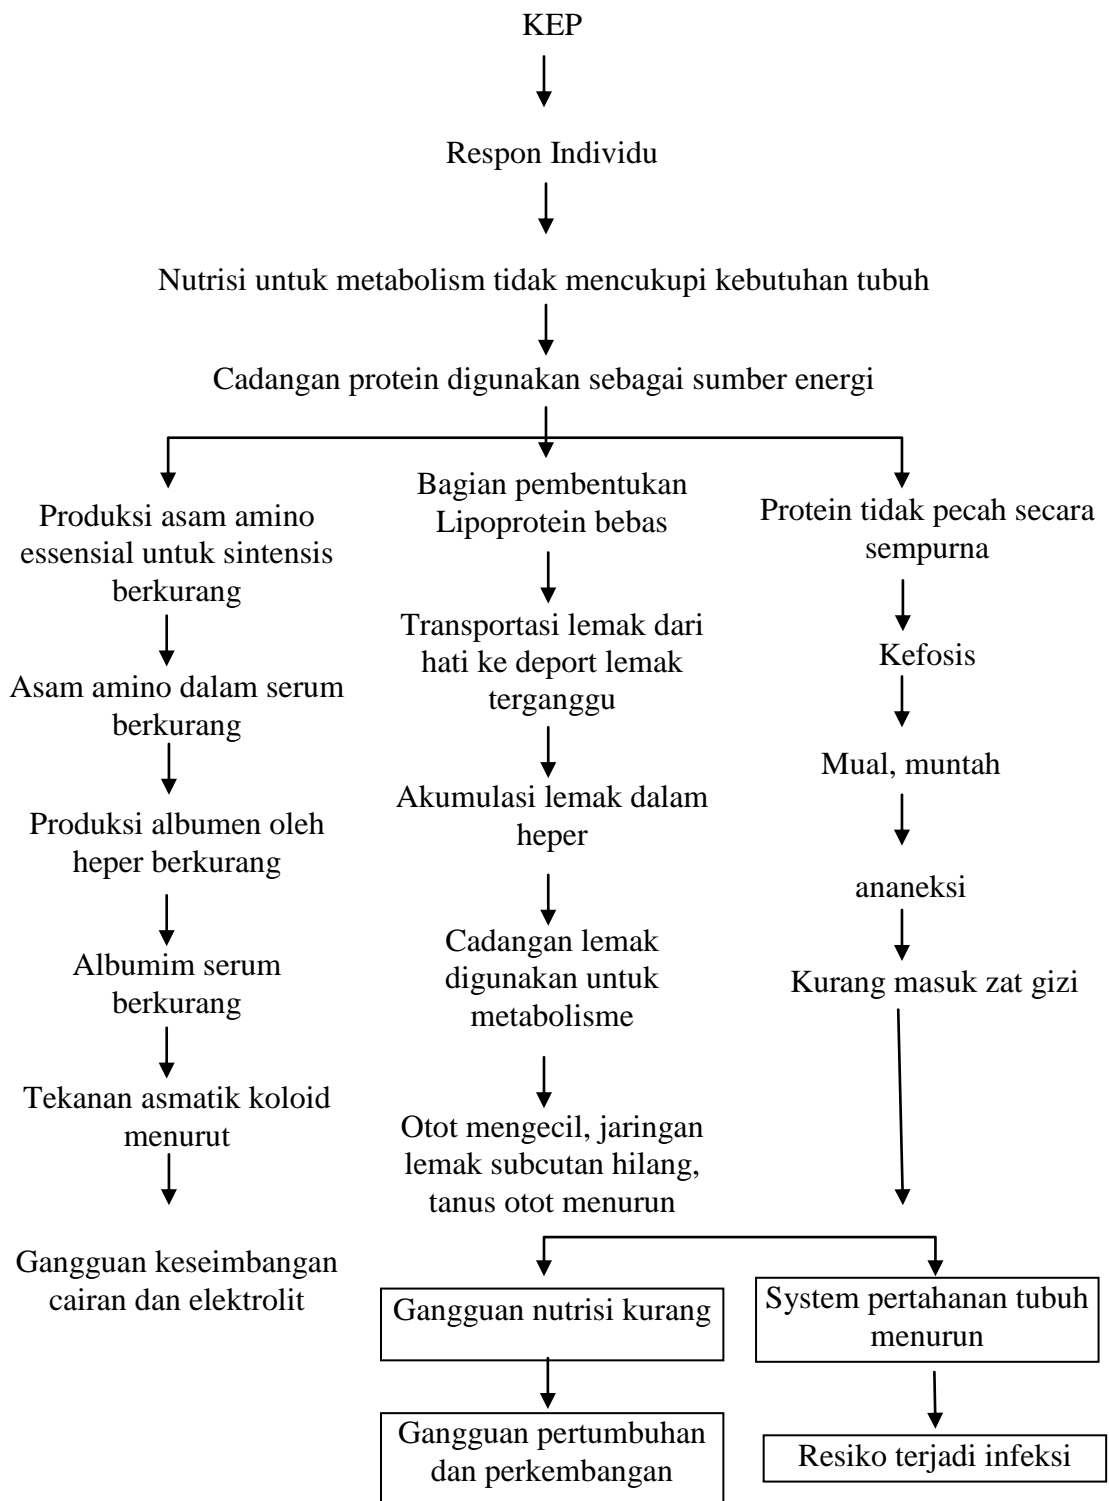 KEP
Respon Individu
Nutrisi untuk metabolism tidak mencukupi kebutuhan tubuh
Cadangan protein digunakan sebagai sumber energi
Produksi asam amino
essensial untuk sintensis
berkurang
Asam amino dalam serum
berkurang
Produksi albumen oleh
heper berkurang
Albumim serum
berkurang
Tekanan asmatik koloid
menurut
Gangguan keseimbangan
cairan dan elektrolit
Bagian pembentukan
Lipoprotein bebas
Transportasi lemak dari
hati ke deport lemak
terganggu
Akumulasi lemak dalam
heper
Cadangan lemak
digunakan untuk
metabolisme
Otot mengecil, jaringan
lemak subcutan hilang,
tanus otot menurun
Protein tidak pecah secara
sempurna
Kefosis
Mual, muntah
ananeksi
Kurang masuk zat gizi
Gangguan nutrisi kurang
Gangguan pertumbuhan
dan perkembangan
System pertahanan tubuh
menurun
Resiko terjadi infeksi